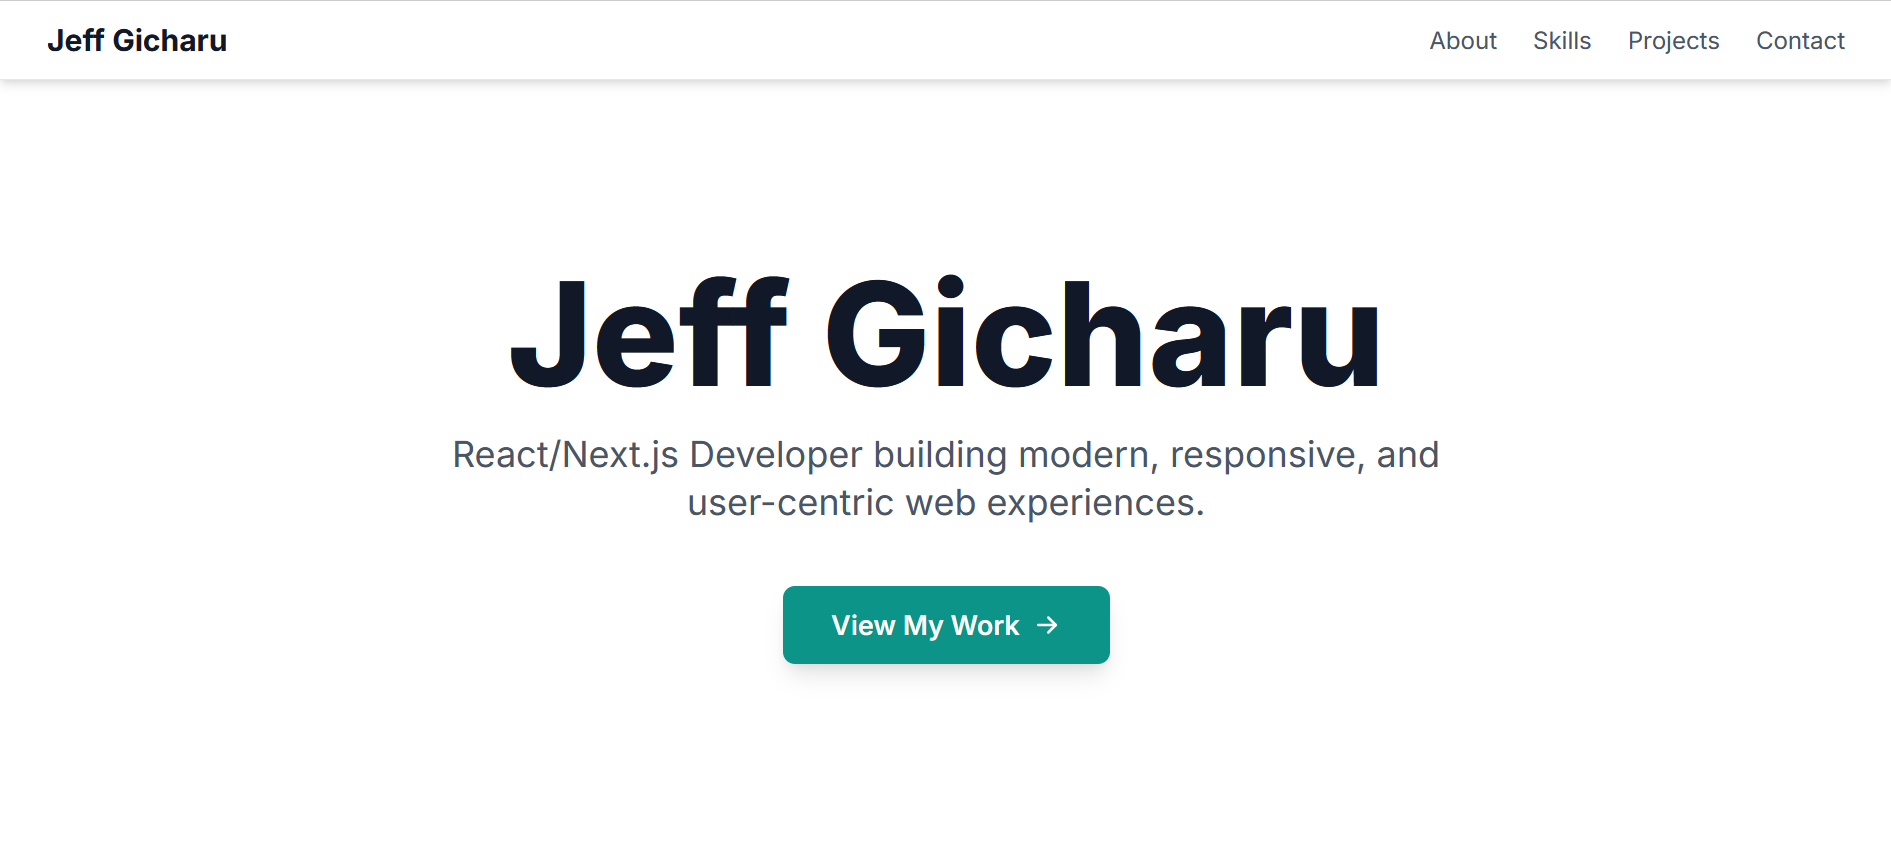 Jeff Gicharu
About Skills Projects Contact
Jeff Gicharu
React/Next.js Developer building modern, responsive, and
user-centric web experiences.
View My Work →